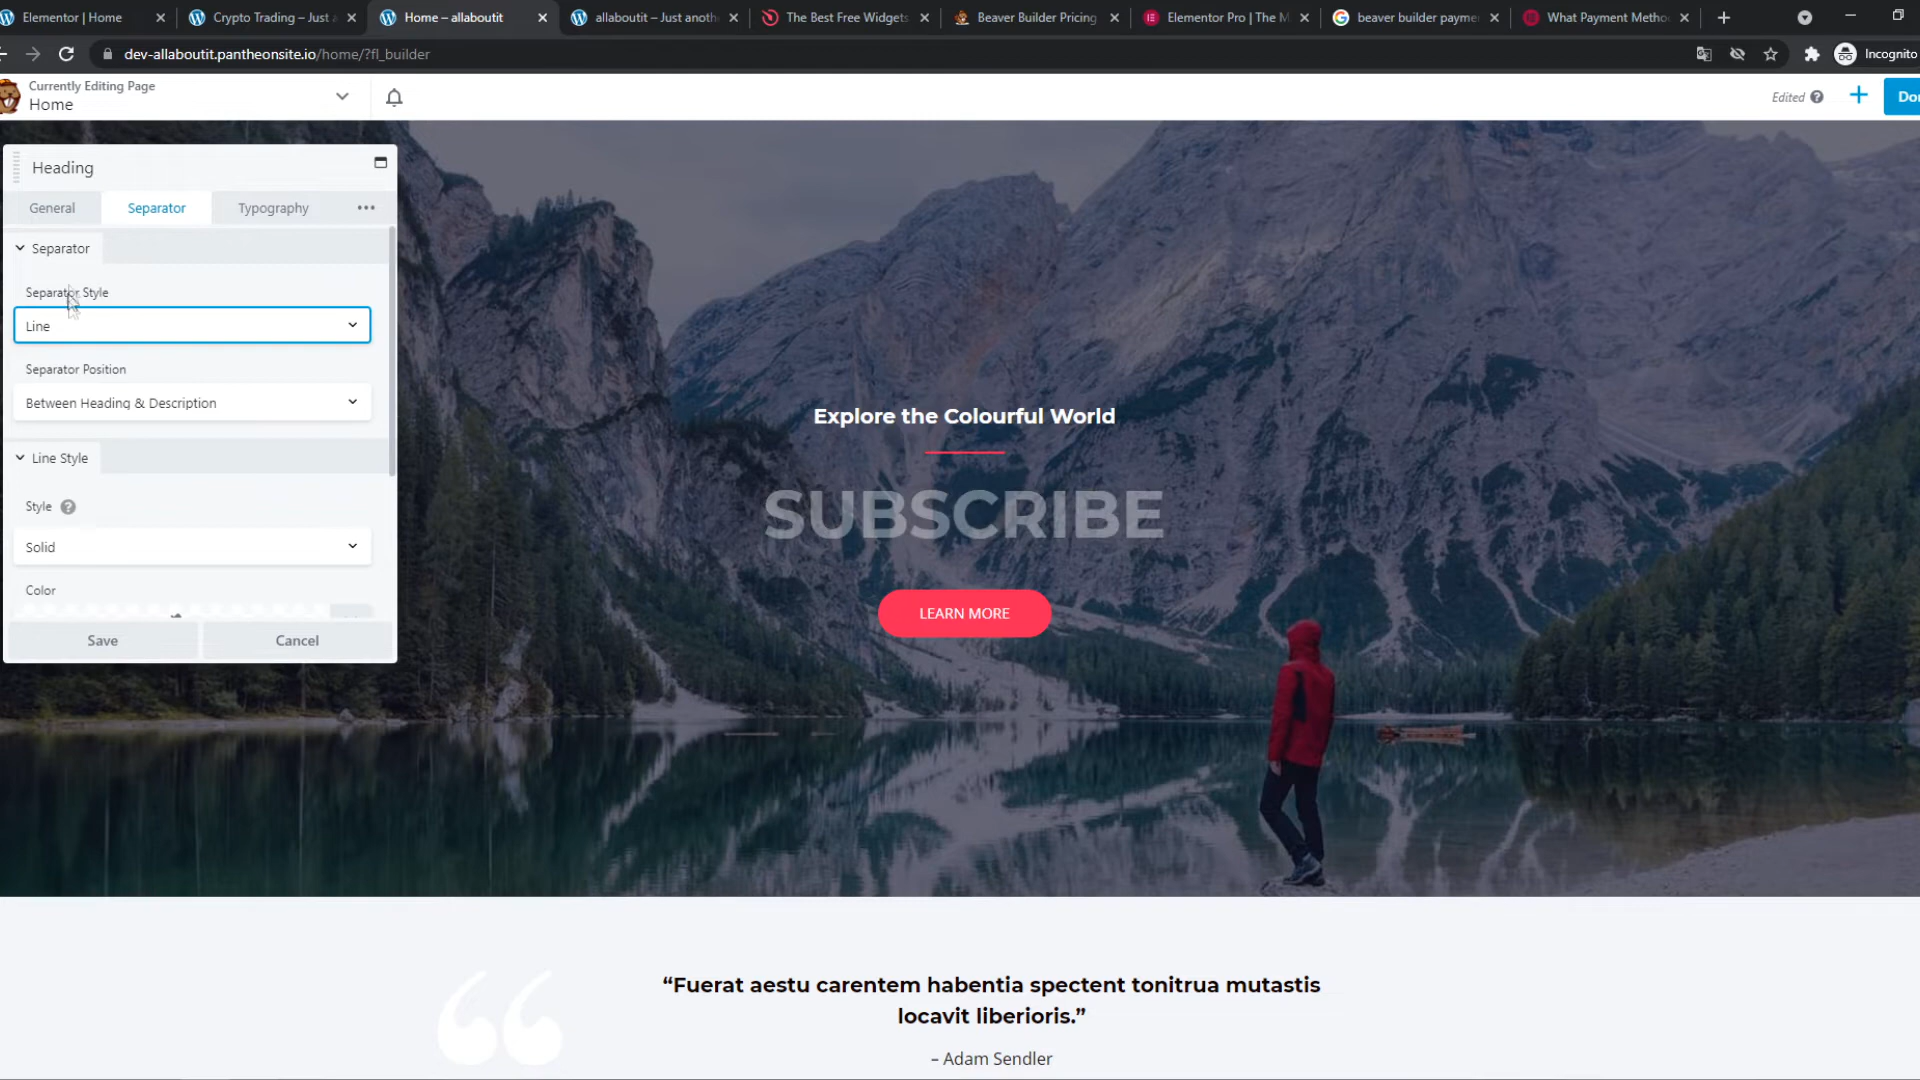 Elementor | Home
Crypto Trading – Just
Home – allaboutit
allaboutit – Just anoth
The Best Free Widgets
Beaver Builder Pricing
Elementor Pro | The M
beaver builder payme
What Payment Metho
dev-allaboutit.pantheonsite.io/home/?fl_builder
Incognito
Currently Editing Page
Home
Edited
Do
Heading
General
Separator
Typography
Separator
Separator Style
Line
Separator Position
Between Heading & Description
Line Style
Style
Solid
Color
Save
Cancel
Explore the Colourful World
SUBSCRIBE
LEARN MORE
“Fuerat aestu carentem habentia spectent tonitrua mutastis
locavit liberioris.”
– Adam Sendler